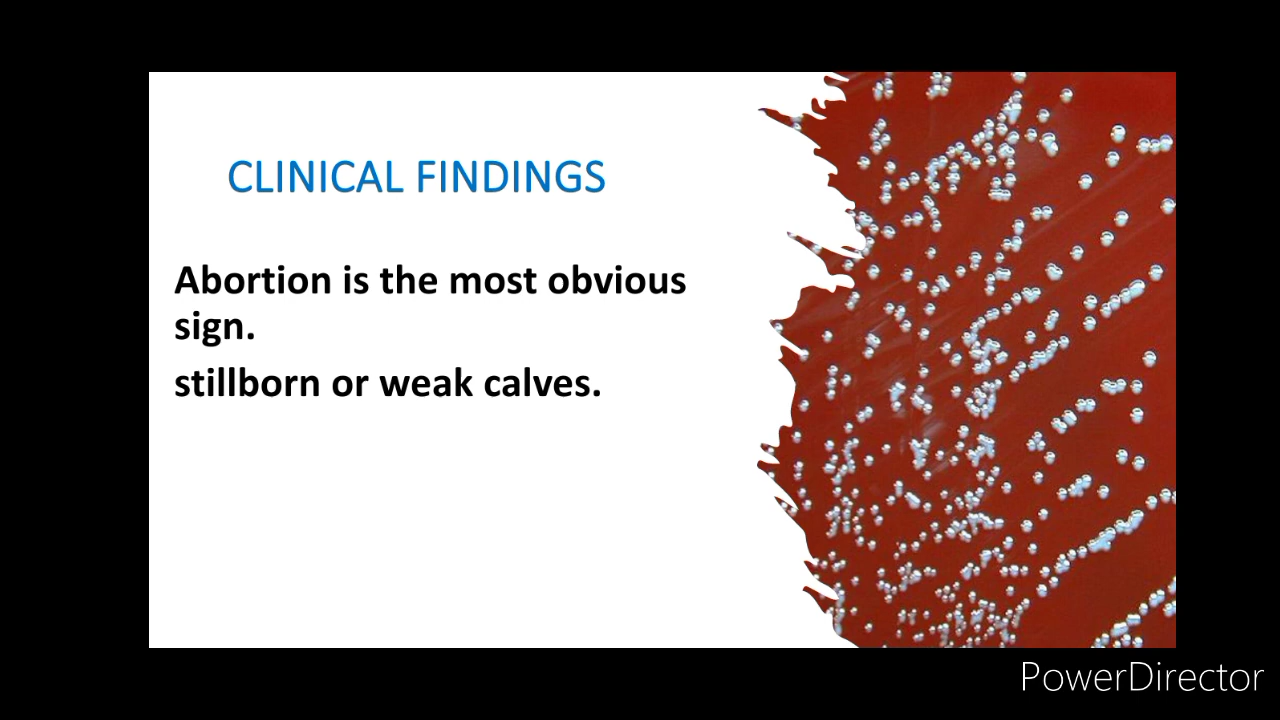 CLINICAL FINDINGS
Abortion is the most obvious
sign.
stillborn or weak calves.
PowerDirector